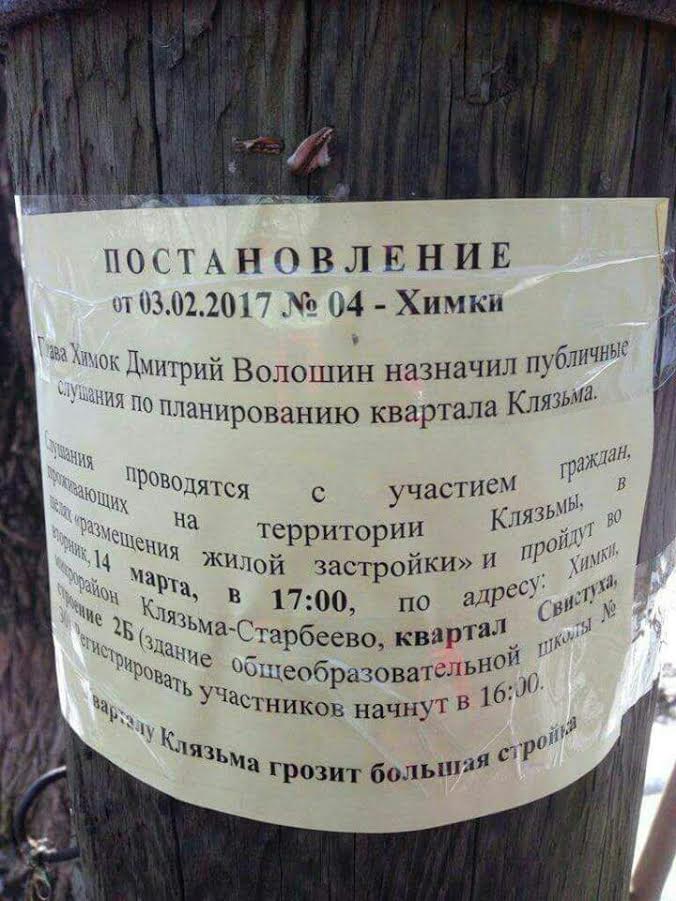 ПОСТАНОВЛЕНИЕ
от 03.02.2017 № 04 - Химки
Глава Химок Дмитрий Волошин назначил публичные
слушания по планированию квартала Клязьма.
Слушания проводятся с участием граждан,
проживающих на территории Клязьмы, в
целях «размещения жилой застройки» и пройдут во
вторник, 14 марта, в 17:00, по адресу: Химки,
микрорайон Клязьма-Старбеево, квартал Свистуха,
строение 2Б (здание общеобразовательной школы №
Регистрировать участников начнут в 16:00.
кварталу Клязьма грозит большая стройка